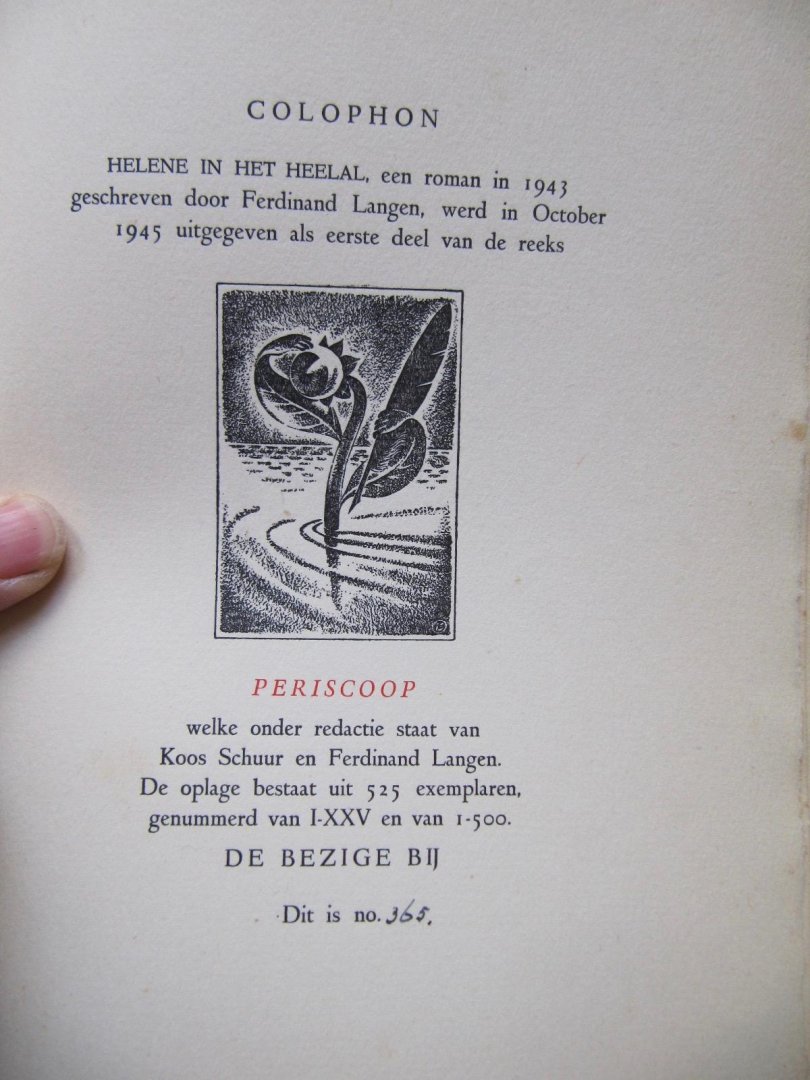 COLOPHON
HELENE IN HET HEELAL, een roman in 1943
geschreven door Ferdinand Langen, werd in October
1945 uitgegeven als eerste deel van de reeks
PERISCOOP
welke onder redactie staat van
Koos Schuur en Ferdinand Langen.
De oplage bestaat uit 525 exemplaren,
genummerd van I-XXV en van 1-500.
DE BEZIGE BIJ
Dit is no. 365.